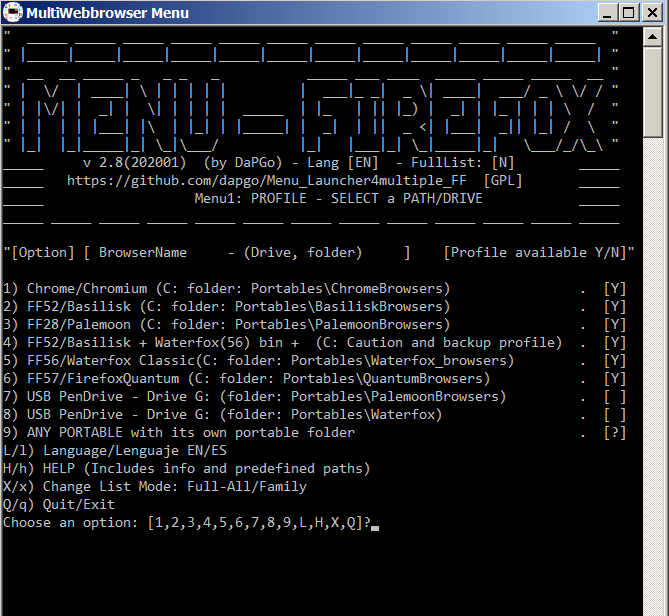 MultiWebbrowser Menu
MENU-FIREFOX
v 2.8(202001) (by DaPGo) - Lang [EN] - FullList: [N]
https://github.com/dapgo/Menu_Launcher4multiple_FF [GPL]
Menu1: PROFILE - SELECT a PATH/DRIVE
"[Option] [ BrowserName - (Drive, folder) ] [Profile available Y/N]"
1) Chrome/Chromium (C: folder: Portables\ChromeBrowsers) . [Y]
2) FF52/Basilisk (C: folder: Portables\BasiliskBrowsers) . [Y]
3) FF28/Palemoon (C: folder: Portables\PalemoonBrowsers) . [Y]
4) FF52/Basilisk + Waterfox(56) bin + (C: Caution and backup profile) . [Y]
5) FF56/Waterfox Classic(C: folder: Portables\Waterfox_browsers) . [Y]
6) FF57/FirefoxQuantum (C: folder: Portables\QuantumBrowsers) . [Y]
7) USB PenDrive - Drive G: (folder: Portables\PalemoonBrowsers) . [ ]
8) USB PenDrive - Drive G: (folder: Portables\Waterfox) . [ ]
9) ANY PORTABLE with its own portable folder . [?]
L/l) Language/Lenguaje EN/ES
H/h) HELP (Includes info and predefined paths)
X/x) Change List Mode: Full-All/Family
Q/q) Quit/Exit
Choose an option: [1,2,3,4,5,6,7,8,9,L,H,X,Q]?